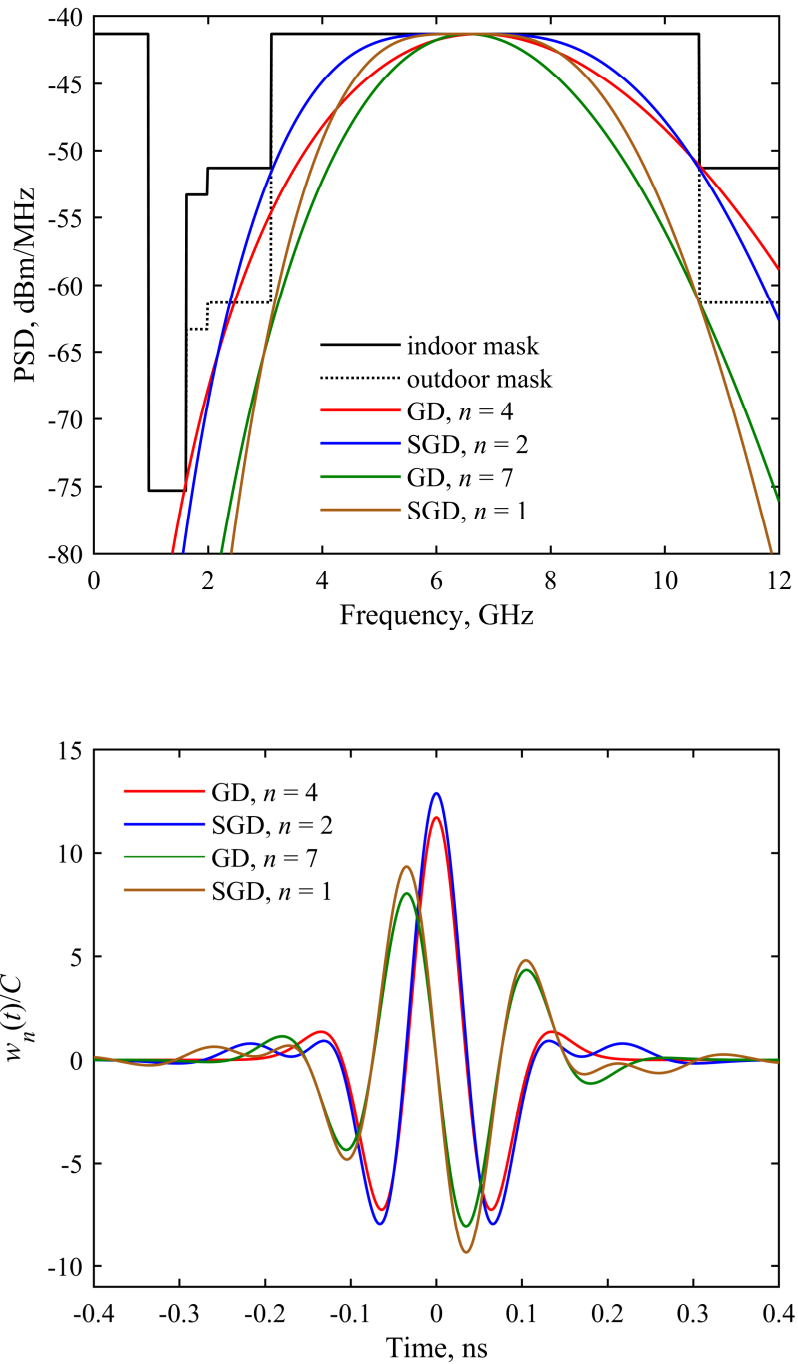 -40
-45
-50
-55
-60
-65
-70
-75
-80
PSD, dBm/MHz
indoor mask
outdoor mask
GD, n = 4
SGD, n = 2
GD, n = 7
SGD, n = 1
0 2 4 6 8 10 12
Frequency, GHz
15
10
5
0
-5
-10
wn(t)/C
GD, n = 4
SGD, n = 2
GD, n = 7
SGD, n = 1
-0.4 -0.3 -0.2 -0.1 0 0.1 0.2 0.3 0.4
Time, ns